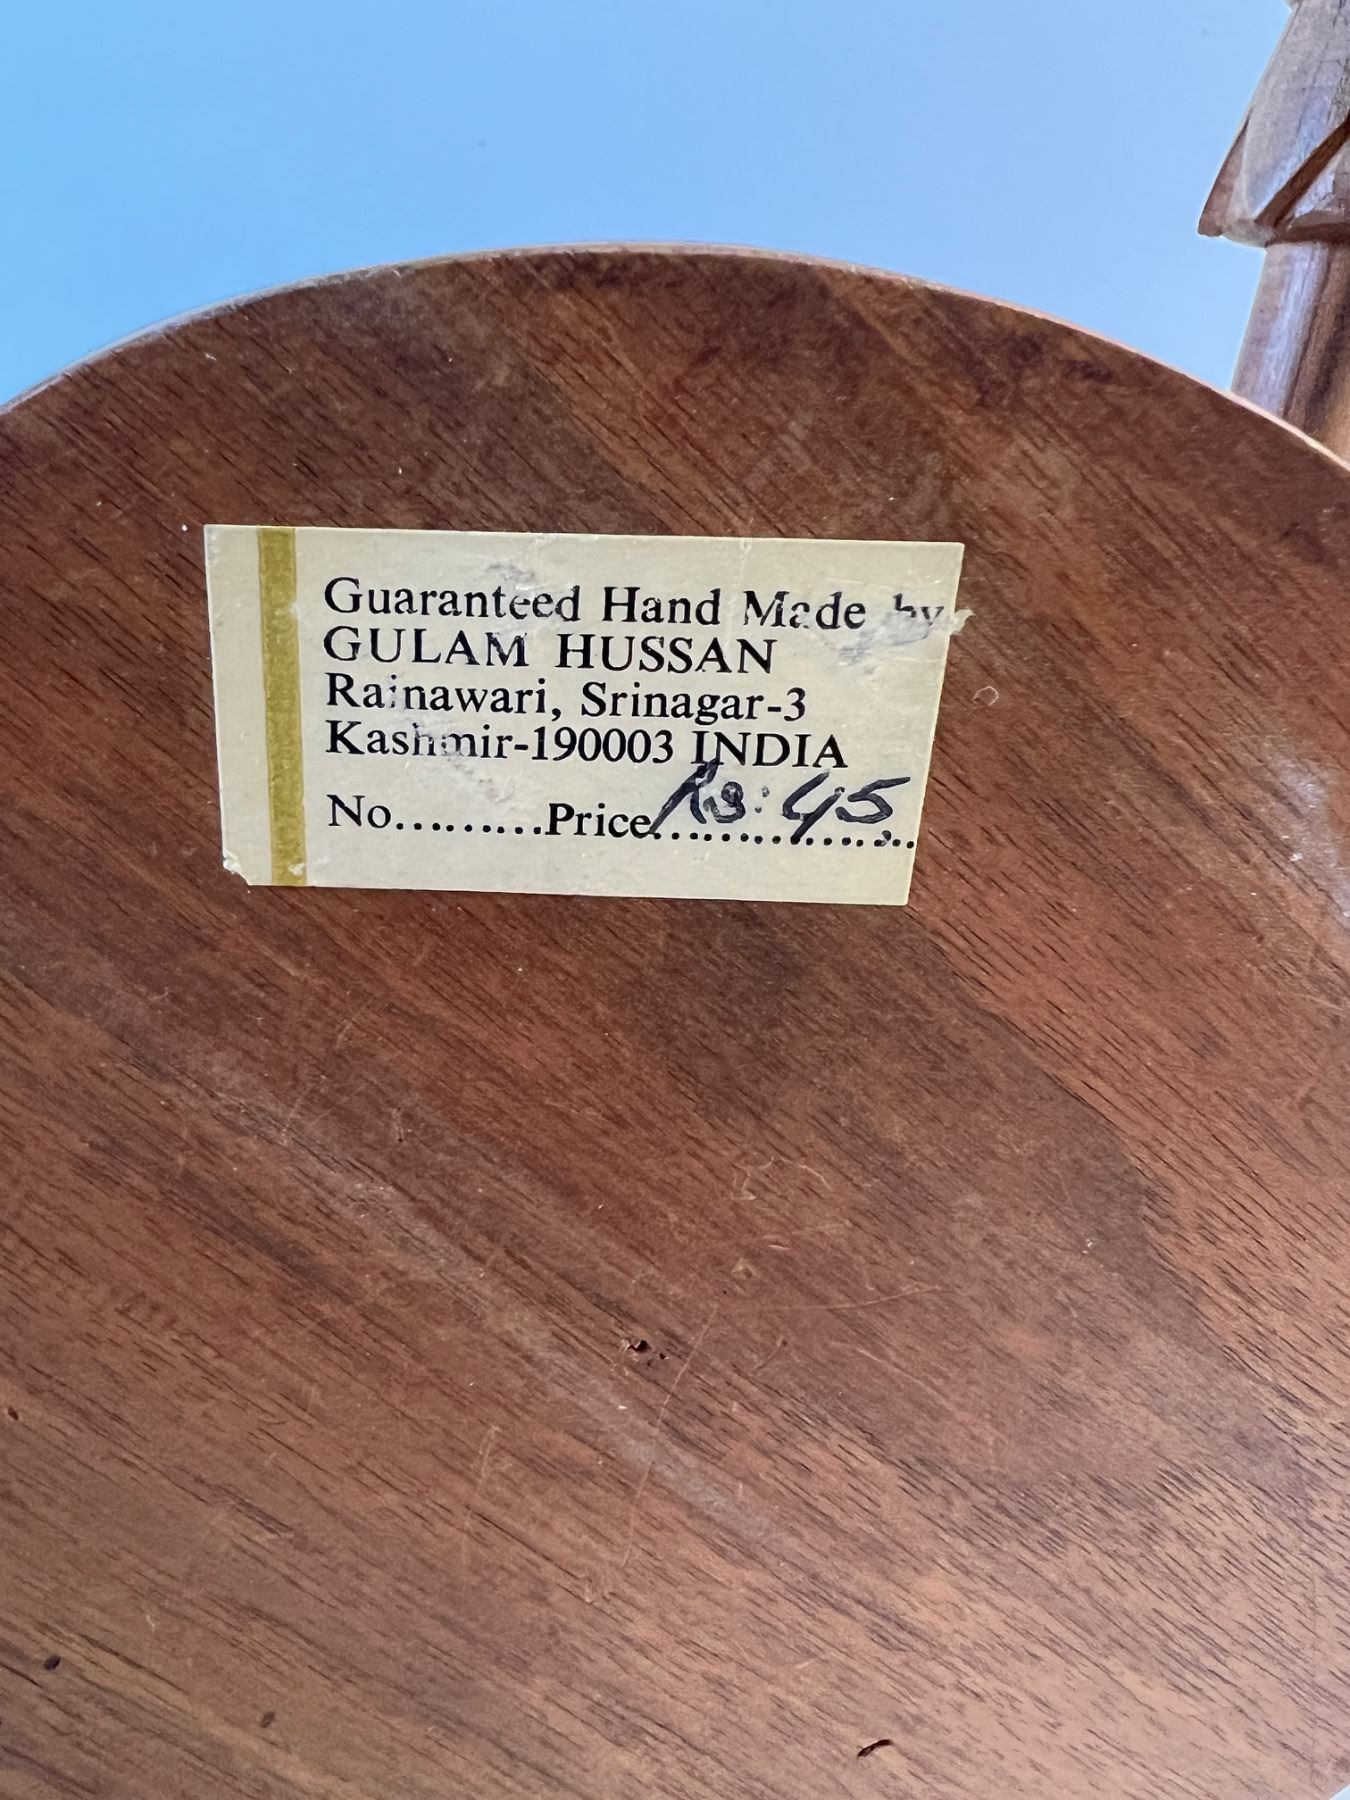 Guaranteed Hand Made by
GULAM HUSSAN
Rainawari, Srinagar-3
Kashmir-190003 INDIA
No..........Price Rs: 45